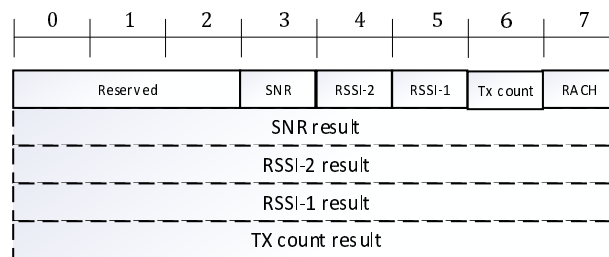 0 1 2 3 4 5 6 7
Reserved SNR RSSI-2 RSSI-1 Tx count RACH
SNR result
RSSI-2 result
RSSI-1 result
TX count result